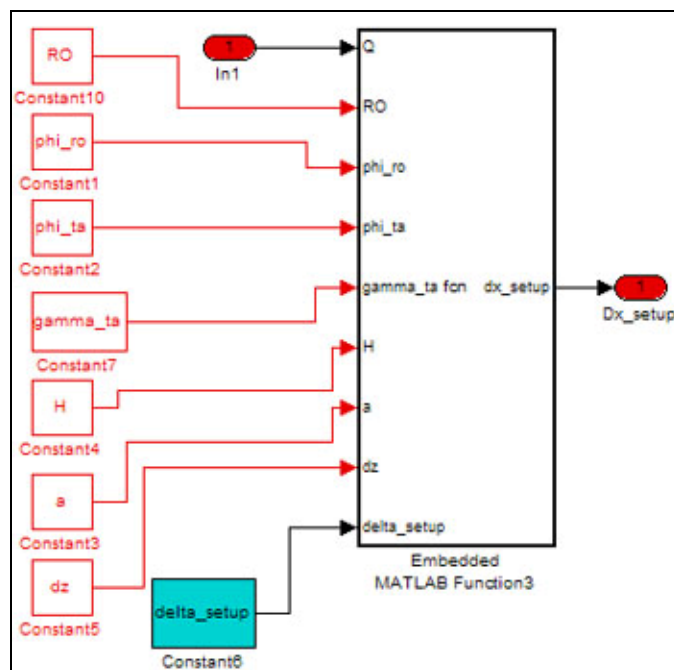 RO
Constant10
phi_ro
Constant1
phi_ta
Constant2
gamma_ta
Constant7
H
Constant4
a
Constant3
dz
Constant5
delta_setup
Constant6
1
In1
Q
RO
phi_ro
phi_ta
gamma_ta fcn dx_setup
H
a
dz
delta_setup
Embedded
MATLAB Function3
1
Dx_setup